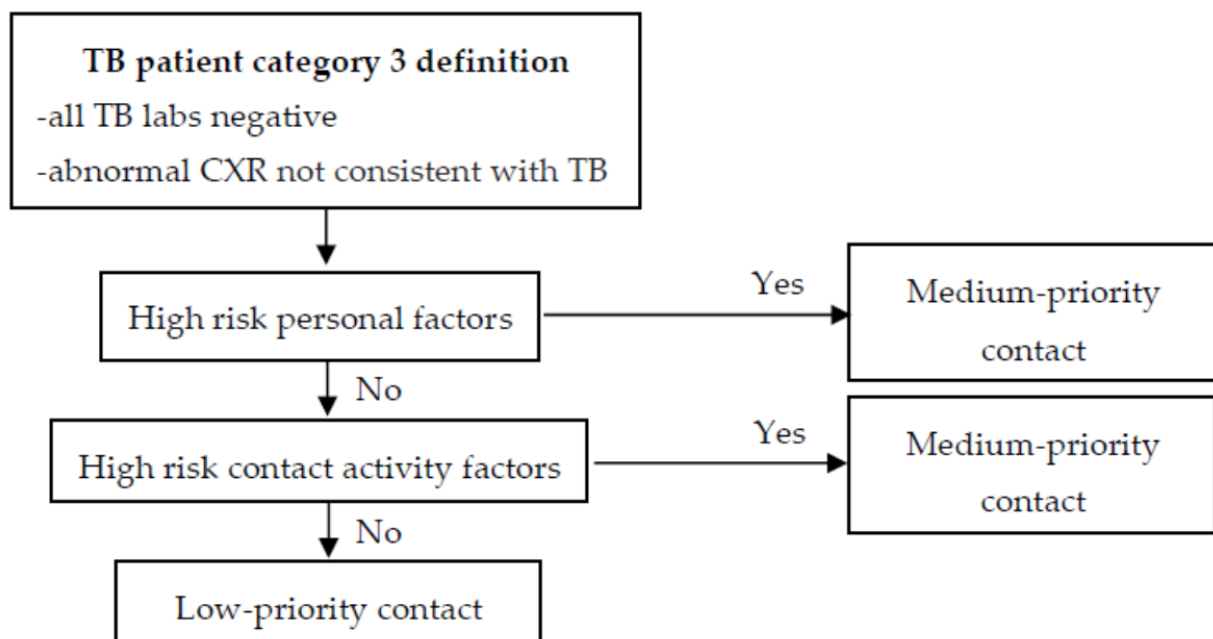 TB patient category 3 definition
-all TB labs negative
-abnormal CXR not consistent with TB
Yes
Medium-priority
contact
High risk personal factors
No
Yes
Medium-priority
contact
High risk contact activity factors
No
Low-priority contact